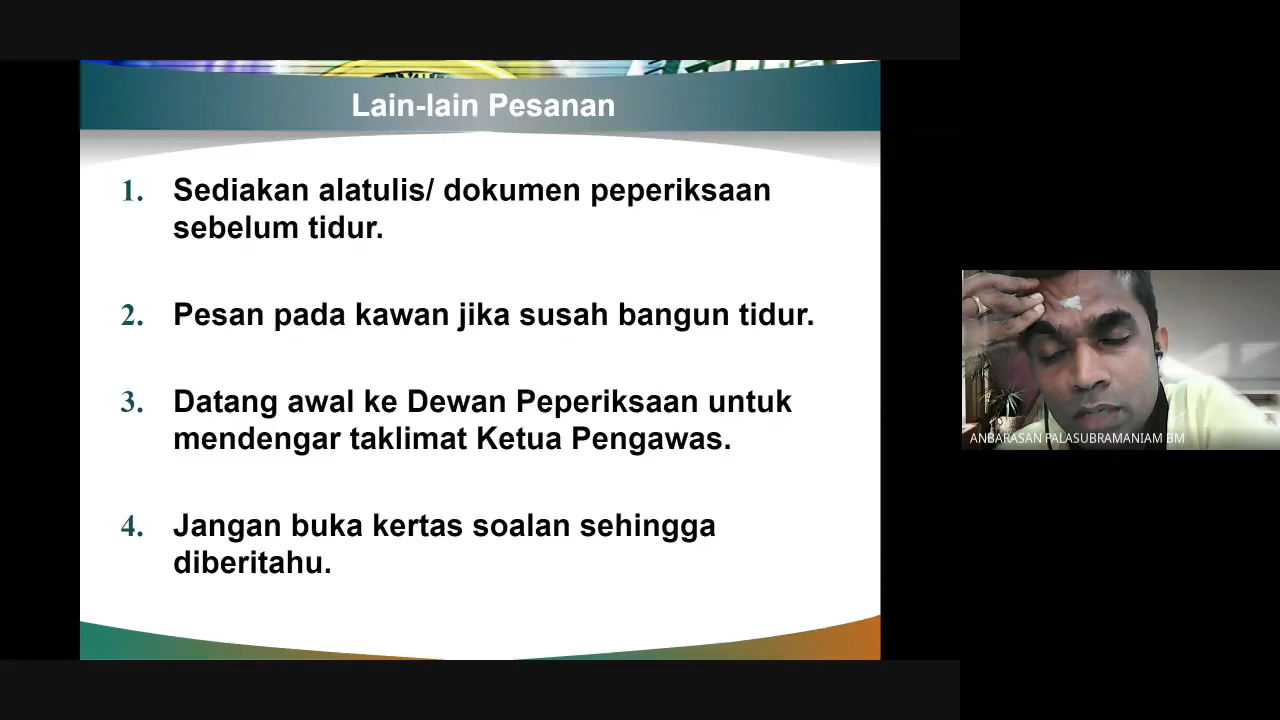 Lain-lain Pesanan
1. Sediakan alatulis/ dokumen peperiksaan
sebelum tidur.
2. Pesan pada kawan jika susah bangun tidur.
3. Datang awal ke Dewan Peperiksaan untuk
mendengar taklimat Ketua Pengawas.
4. Jangan buka kertas soalan sehingga
diberitahu.
ANBARASAN PALASUBRAMANIAM BM